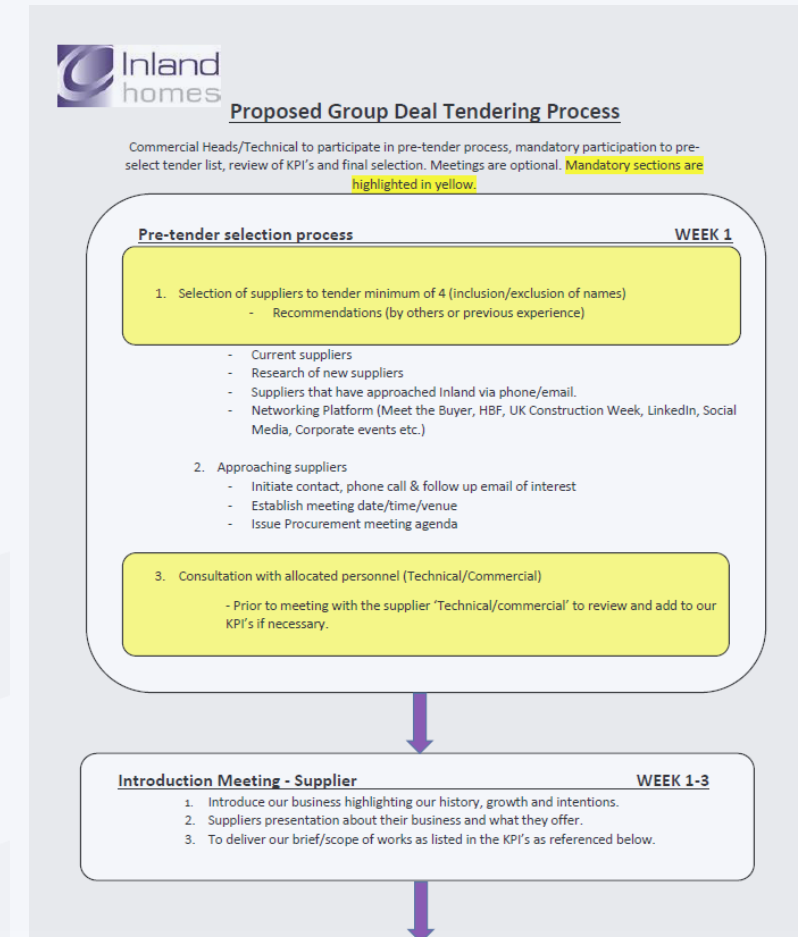 Inland
homes
Proposed Group Deal Tendering Process
Commercial Heads/Technical to participate in pre-tender process, mandatory participation to pre-
select tender list, review of KPI's and final selection. Meetings are optional. Mandatory sections are
highlighted in yellow.
Pre-tender selection process WEEK 1
1. Selection of suppliers to tender minimum of 4 (inclusion/exclusion of names)
- Recommendations (by others or previous experience)
- Current suppliers
- Research of new suppliers
- Suppliers that have approached Inland via phone/email.
- Networking Platform (Meet the Buyer, HBF, UK Construction Week, LinkedIn, Social
Media, Corporate events etc.)
2. Approaching suppliers
- Initiate contact, phone call & follow up email of interest
- Establish meeting date/time/venue
- Issue Procurement meeting agenda
3. Consultation with allocated personnel (Technical/Commercial)
- Prior to meeting with the supplier 'Technical/commercial' to review and add to our
KPI's if necessary.
Introduction Meeting - Supplier WEEK 1-3
1. Introduce our business highlighting our history, growth and intentions.
2. Suppliers presentation about their business and what they offer.
3. To deliver our brief/scope of works as listed in the KPI's as referenced below.